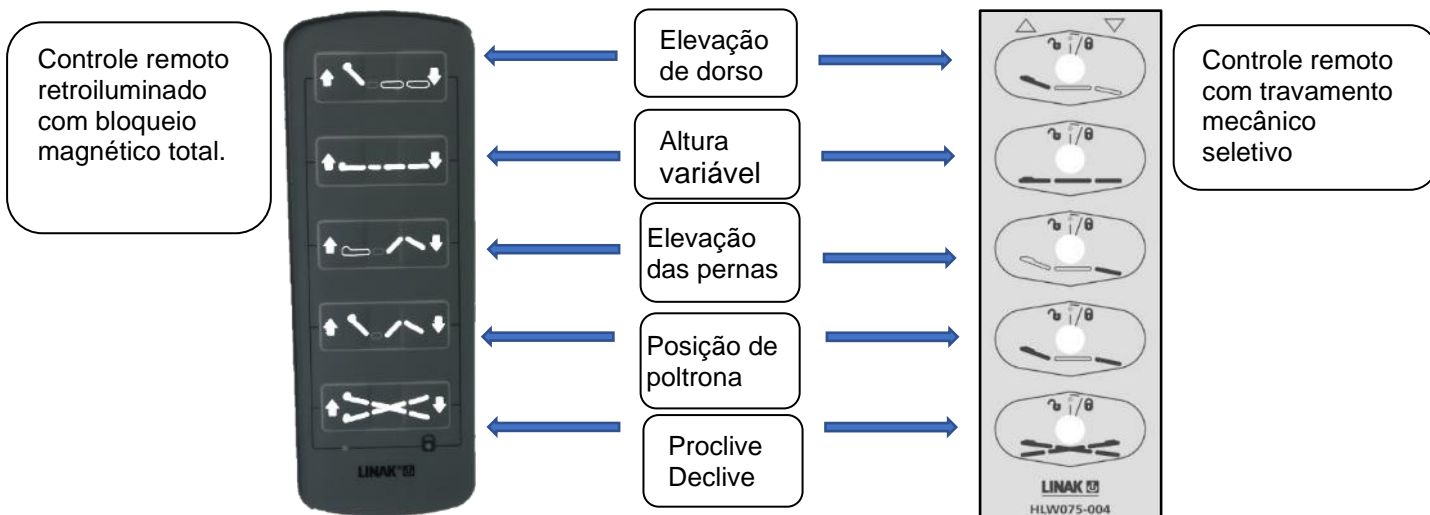 Controle remoto
retroiluminado
com bloqueio
magnético total.
Elevação
de dorso
Altura
variável
Elevação
das pernas
Posição de
poltrona
Proclive
Declive
LINAK
LINAK
HLW075-004
Controle remoto
com travamento
mecânico
seletivo